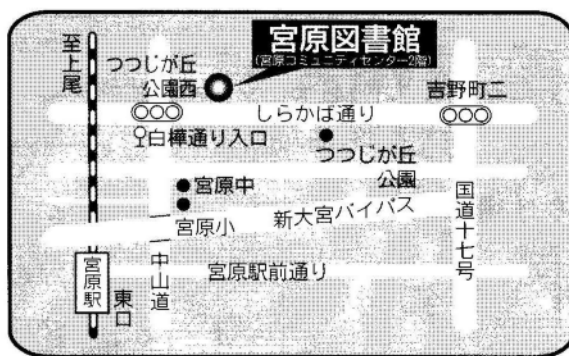 宮原図書館
(宮原コミュニティセンター2階)
至上尾
つつじが丘
公園西
しらかば通り
吉野町二
白樺通り入口
つつじが丘
公園
宮原中
宮原小
新大宮バイパス
国道十七号
宮原駅
東口
中山道
宮原駅前通り